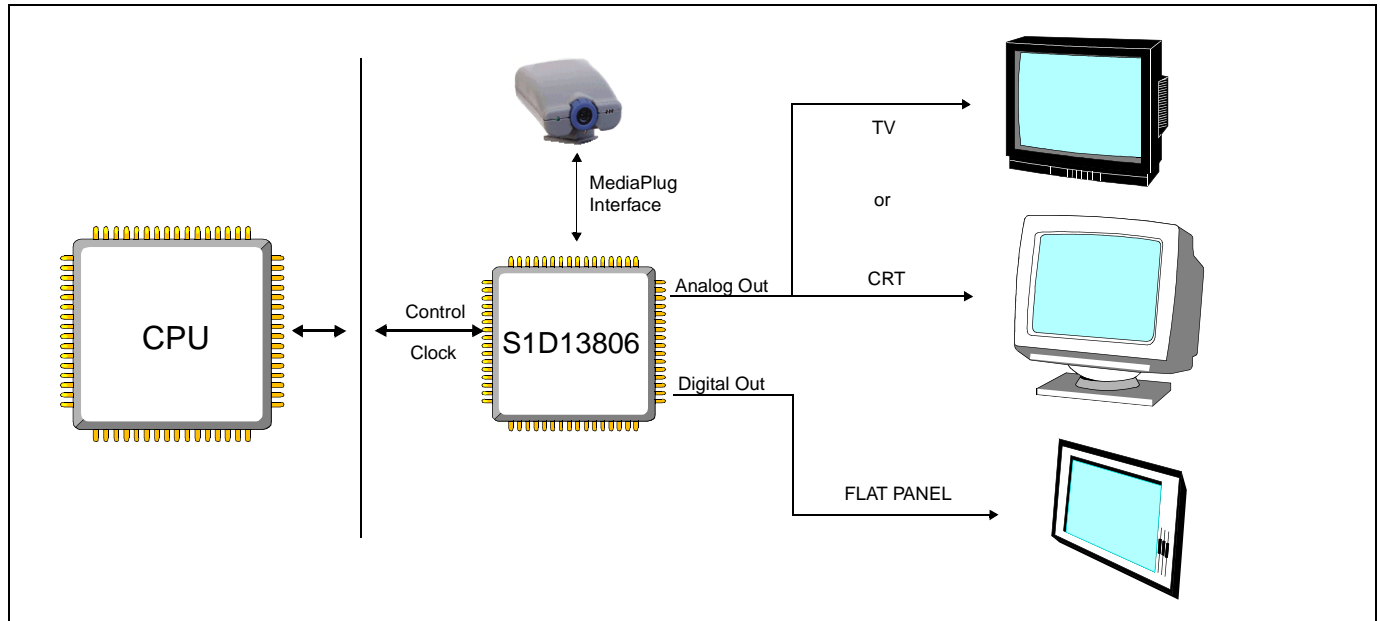 MediaPlug
Interface
TV
or
CPU
Control
Clock
S1D13806
Analog Out
CRT
Digital Out
FLAT PANEL